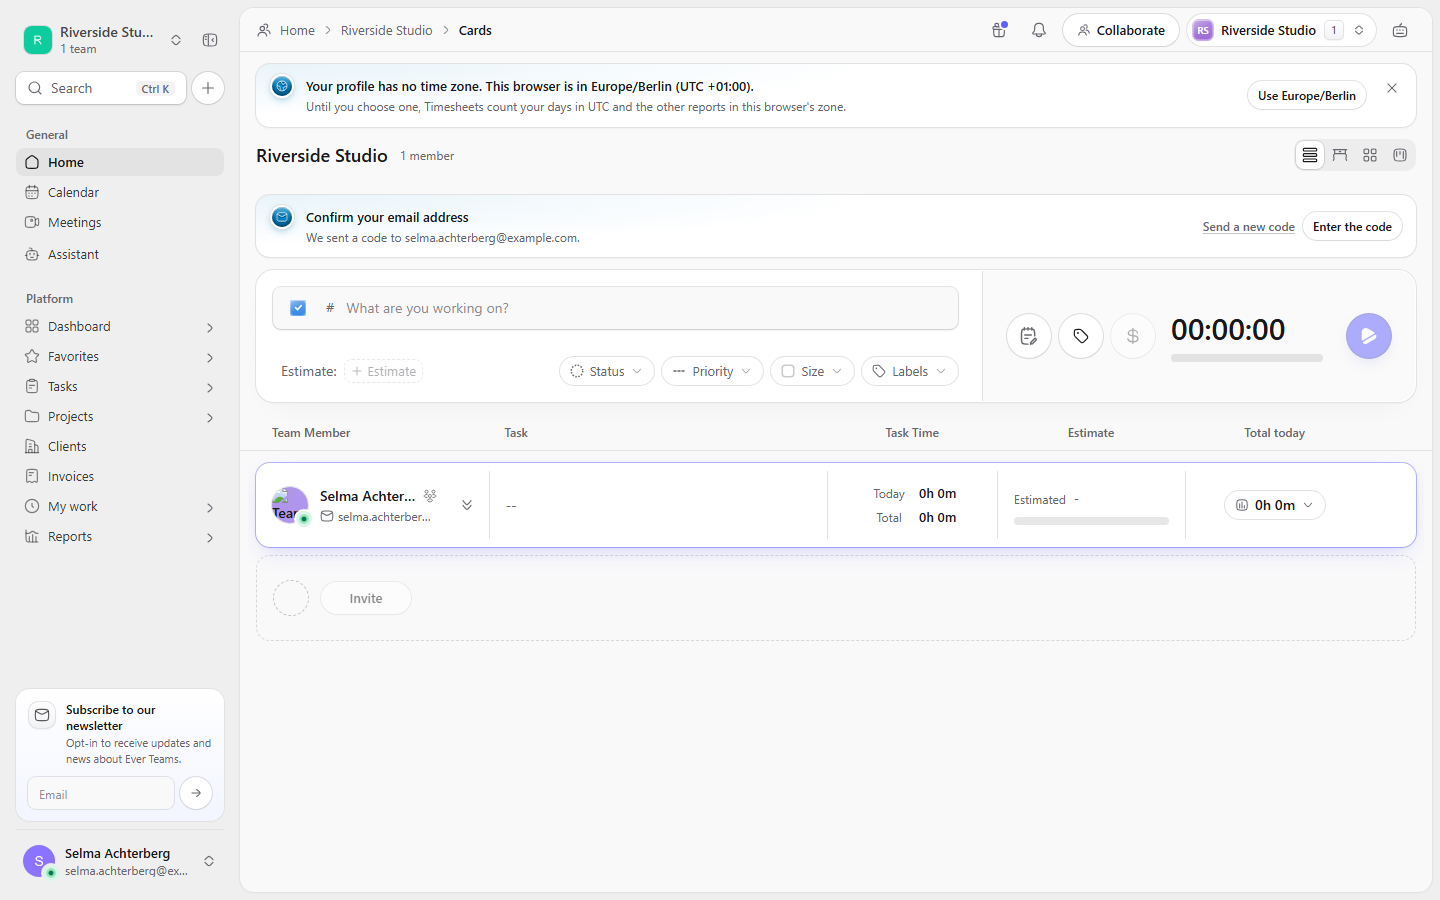 R
Riverside Stu...
1 team
Search
Ctrl K
General
Home
Calendar
Meetings
Assistant
Platform
Dashboard
Favorites
Tasks
Projects
Clients
Invoices
My work
Reports
Subscribe to our
newsletter
Opt-in to receive updates and
news about Ever Teams.
Email
S
Selma Achterberg
selma.achterberg@ex...
Home
Riverside Studio
Cards
Collaborate
RS
Riverside Studio
1
Your profile has no time zone. This browser is in Europe/Berlin (UTC +01:00).
Until you choose one, Timesheets count your days in UTC and the other reports in this browser's zone.
Use Europe/Berlin
Riverside Studio
1 member
Confirm your email address
We sent a code to selma.achterberg@example.com.
Send a new code
Enter the code
# What are you working on?
Estimate:
+ Estimate
Status
Priority
Size
Labels
$
00:00:00
Team Member
Task
Task Time
Estimate
Total today
Selma Achter...
selma.achterber...
--
Today 0h 0m
Total 0h 0m
Estimated -
0h 0m
Invite